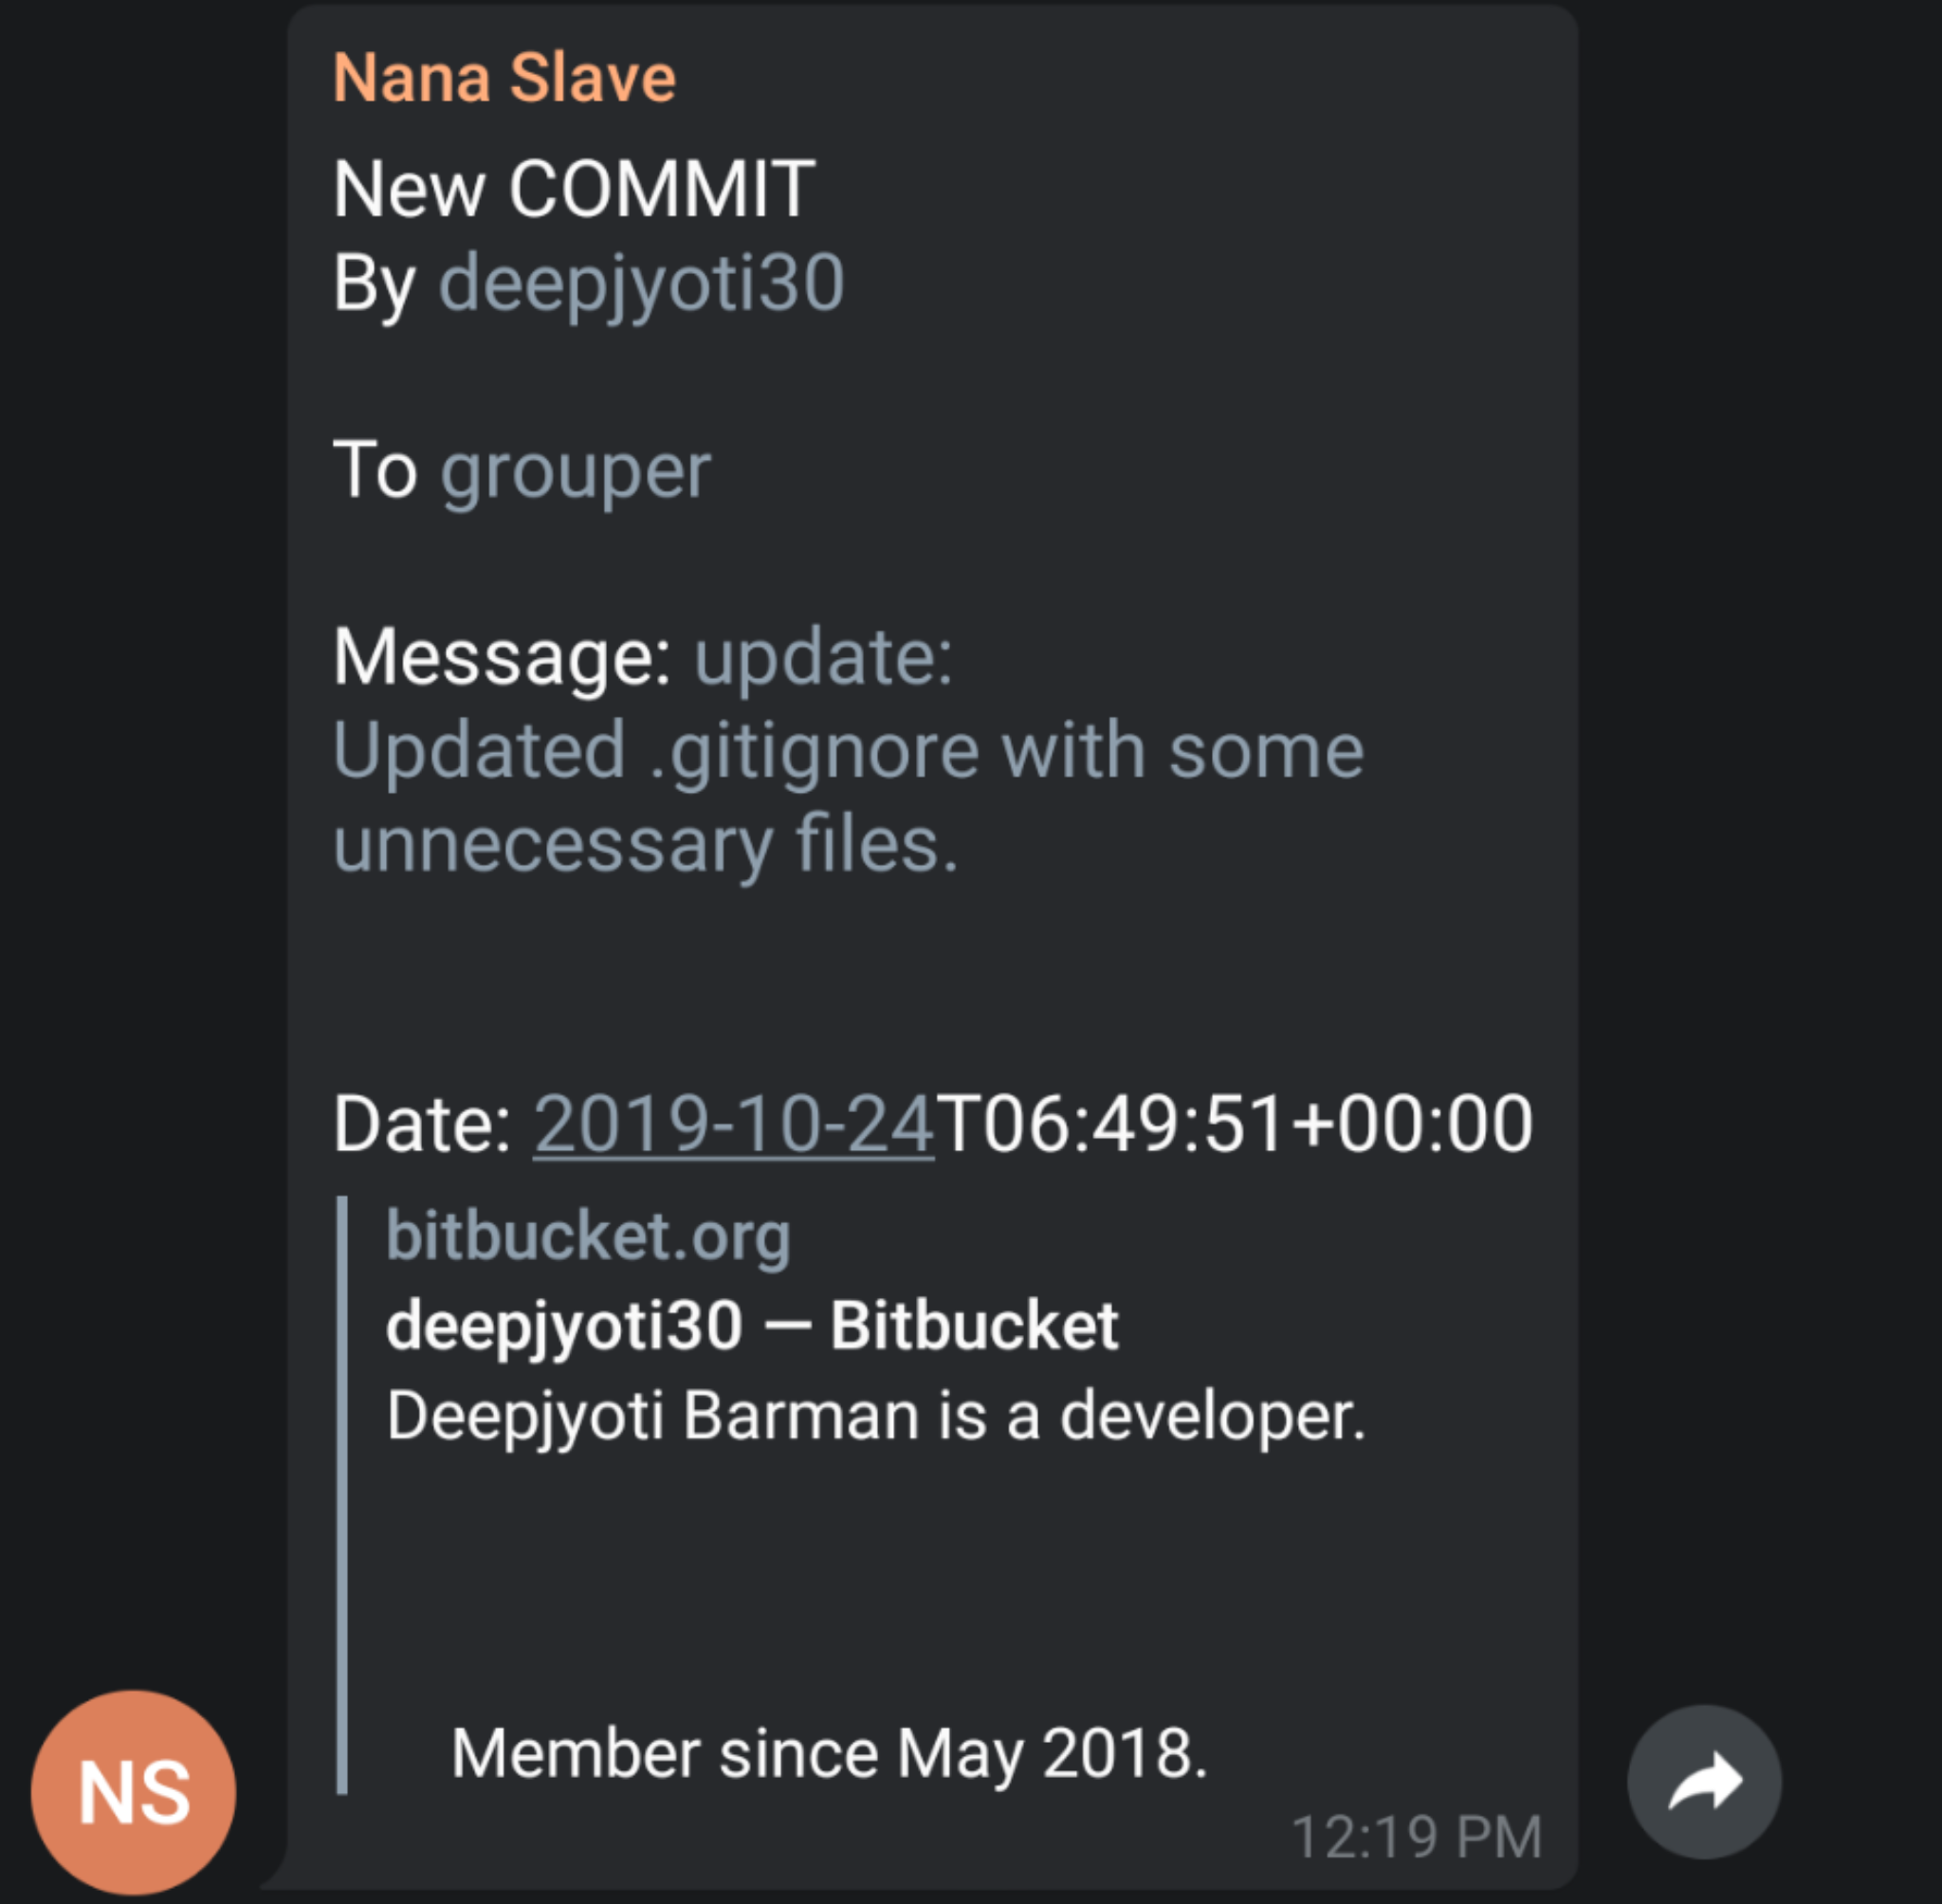 Nana Slave
New COMMIT
By deepjyoti30
To grouper
Message: update:
Updated .gitignore with some
unnecessary files.
Date: 2019-10-24T06:49:51+00:00
bitbucket.org
deepjyoti30 — Bitbucket
Deepjyoti Barman is a developer.
Member since May 2018.
12:19 PM
NS